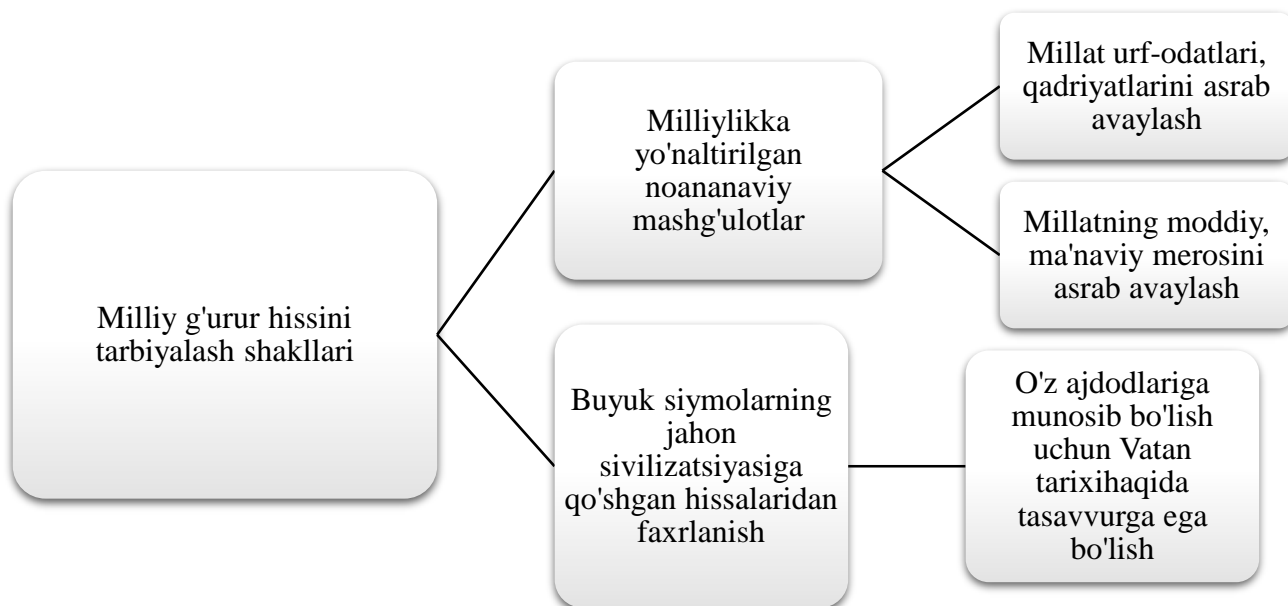 Milliy g'urur hissini
tarbiyalash shakllari
Milliylikka
yo'naltirilgan
noananaviy
mashg'ulotlar
Millat urf-odatlari,
qadriyatlarini asrab
avaylash
Millatning moddiy,
ma'naviy merosini
asrab avaylash
Buyuk siymolarning
jahon
sivilizatsiyasiga
qo'shgan hissalaridan
faxrlanish
O'z ajdodlariga
munosib bo'lish
uchun Vatan
tarixihaqida
tasavvurga ega
bo'lish